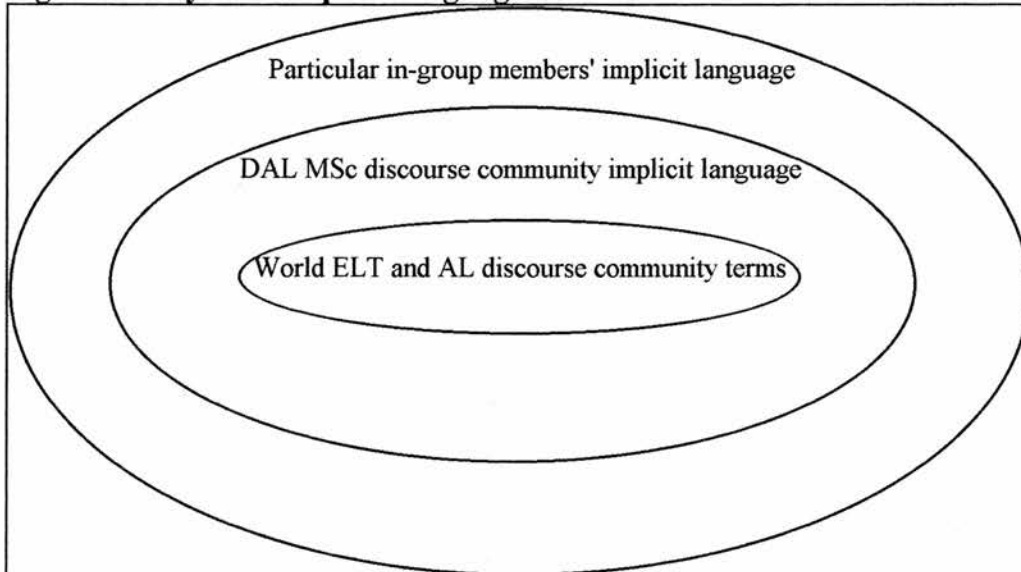 Particular in-group members' implicit language
DAL MSc discourse community implicit language
World ELT and AL discourse community terms